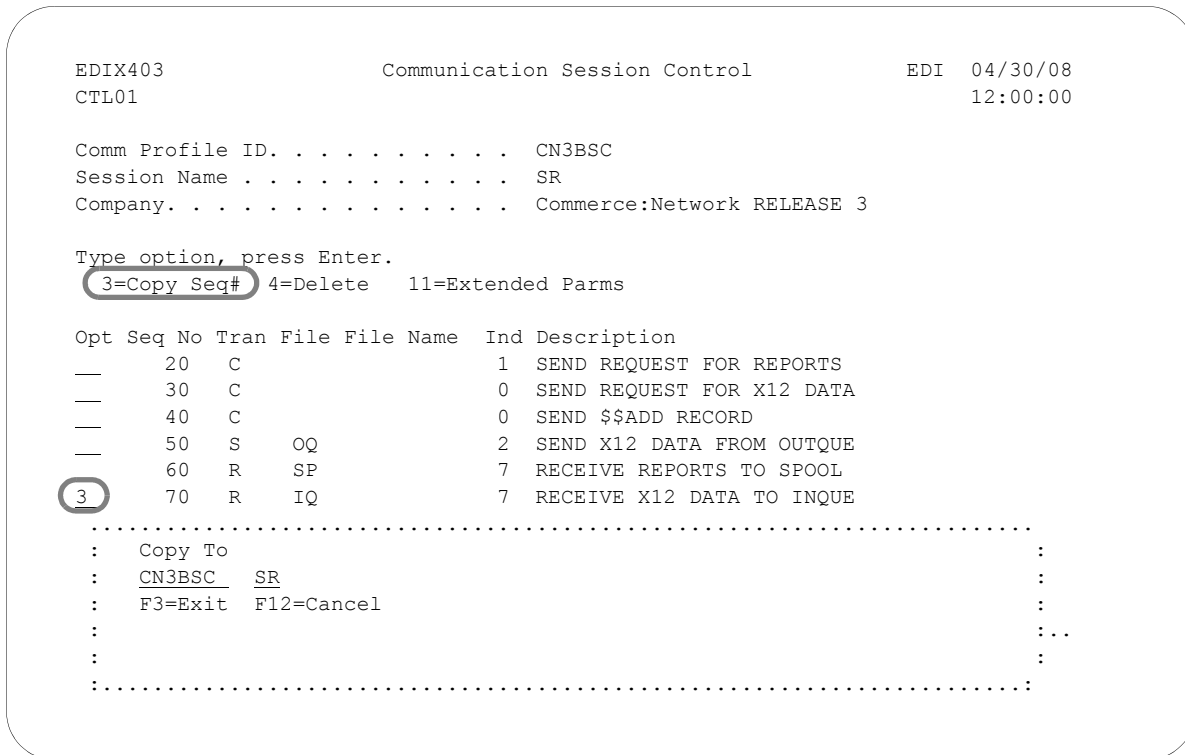 EDIX403 Communication Session Control EDI 04/30/08
CTL01 12:00:00
Comm Profile ID. . . . . . . . . . CN3BSC
Session Name . . . . . . . . . . . SR
Company. . . . . . . . . . . . . . Commerce:Network RELEASE 3
Type option, press Enter.
3=Copy Seq# 4=Delete 11=Extended Parms
Opt Seq No Tran File File Name Ind Description
__ 20 C 1 SEND REQUEST FOR REPORTS
__ 30 C 0 SEND REQUEST FOR X12 DATA
__ 40 C 0 SEND $$ADD RECORD
__ 50 S OQ 2 SEND X12 DATA FROM OUTQUE
60 R SP 7 RECEIVE REPORTS TO SPOOL
3 70 R IQ 7 RECEIVE X12 DATA TO INQUE
...........................................................................
: Copy To :
: CN3BSC SR :
: F3=Exit F12=Cancel :
: :..
: :
:.........................................................................: